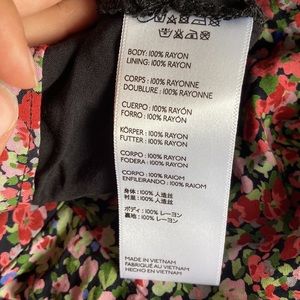 BODY: 100% RAYON
LINING: 100% RAYON
CORPS : 100% RAYONNE
DOUBLURE : 100% RAYONNE
CUERPO : 100% RAYÓN
FORRO : 100% RAYÓN
KÖRPER : 100% RAYON
FUTTER : 100% RAYON
CORPO : 100% RAYON
FODERA : 100% RAYON
CORPO : 100% RAIOM
ENFILEIRANDO : 100% RAIOM
身体 : 100% 人造丝
衬里 : 100% 人造丝
ボディ : 100% レーヨン
裏地 : 100% レーヨン
MADE IN VIETNAM
FABRIQUÉ AU VIETNAM
HECHO EN VIETNAM